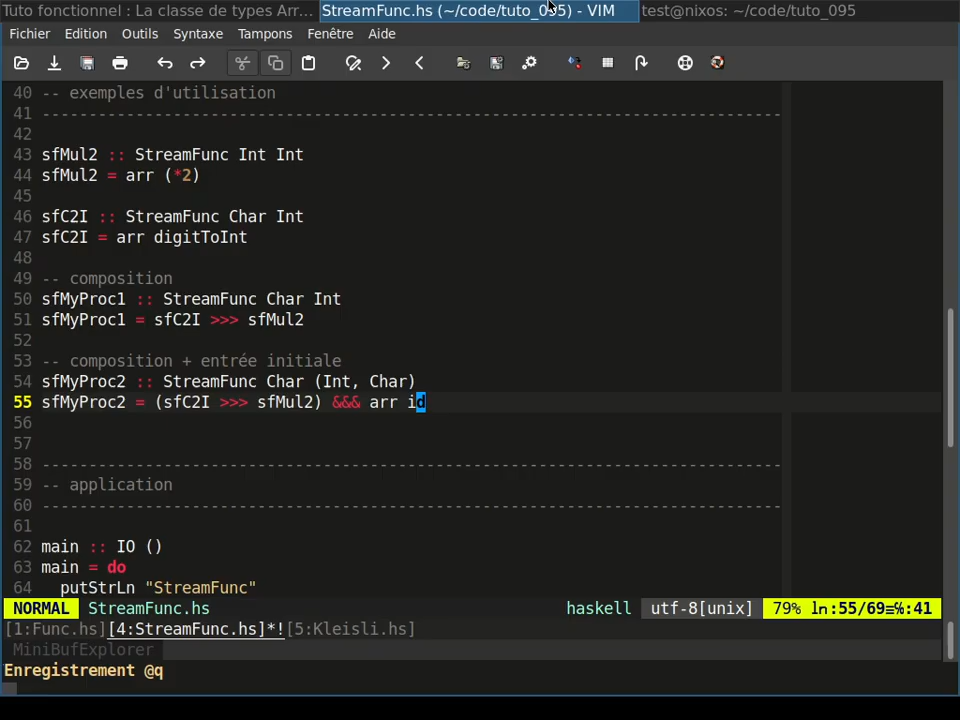 Tuto fonctionnel : La classe de types Arr... StreamFunc.hs (~/code/tuto_095) - VIM test@nixos: ~/code/tuto_095
Fichier Edition Outils Syntaxe Tampons Fenêtre Aide
40 -- exemples d'utilisation
41 -------------------------------------------------------------------------------
42
43 sfMul2 :: StreamFunc Int Int
44 sfMul2 = arr (*2)
45
46 sfC2I :: StreamFunc Char Int
47 sfC2I = arr digitToInt
48
49 -- composition
50 sfMyProc1 :: StreamFunc Char Int
51 sfMyProc1 = sfC2I >>> sfMul2
52
53 -- composition + entrée initiale
54 sfMyProc2 :: StreamFunc Char (Int, Char)
55 sfMyProc2 = (sfC2I >>> sfMul2) &&& arr id
56
57
58 -------------------------------------------------------------------------------
59 -- application
60 -------------------------------------------------------------------------------
61
62 main :: IO ()
63 main = do
64   putStrLn "StreamFunc"
NORMAL StreamFunc.hs haskell utf-8[unix] 79% ln:55/69≡℅:41
[1:Func.hs][4:StreamFunc.hs]*![5:Kleisli.hs]
MiniBufExplorer
Enregistrement @q